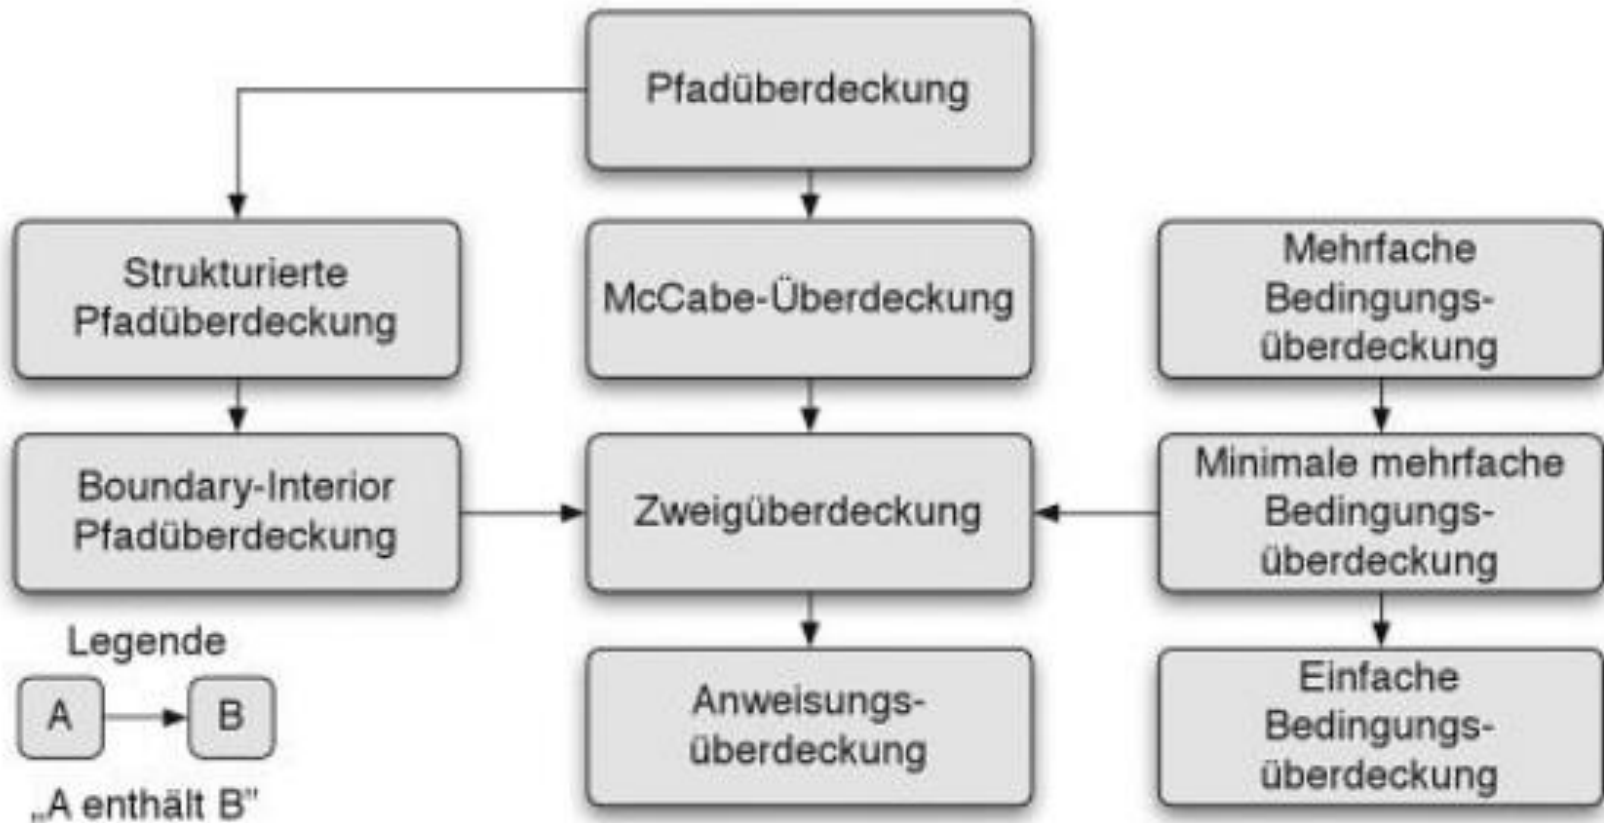 Pfadüberdeckung
Strukturierte
Pfadüberdeckung
McCabe-Überdeckung
Mehrfache
Bedingungs-
überdeckung
Boundary-Interior
Pfadüberdeckung
Zweigüberdeckung
Minimale mehrfache
Bedingungs-
überdeckung
Anweisungs-
überdeckung
Einfache
Bedingungs-
überdeckung
Legende
A
B
„A enthält B”